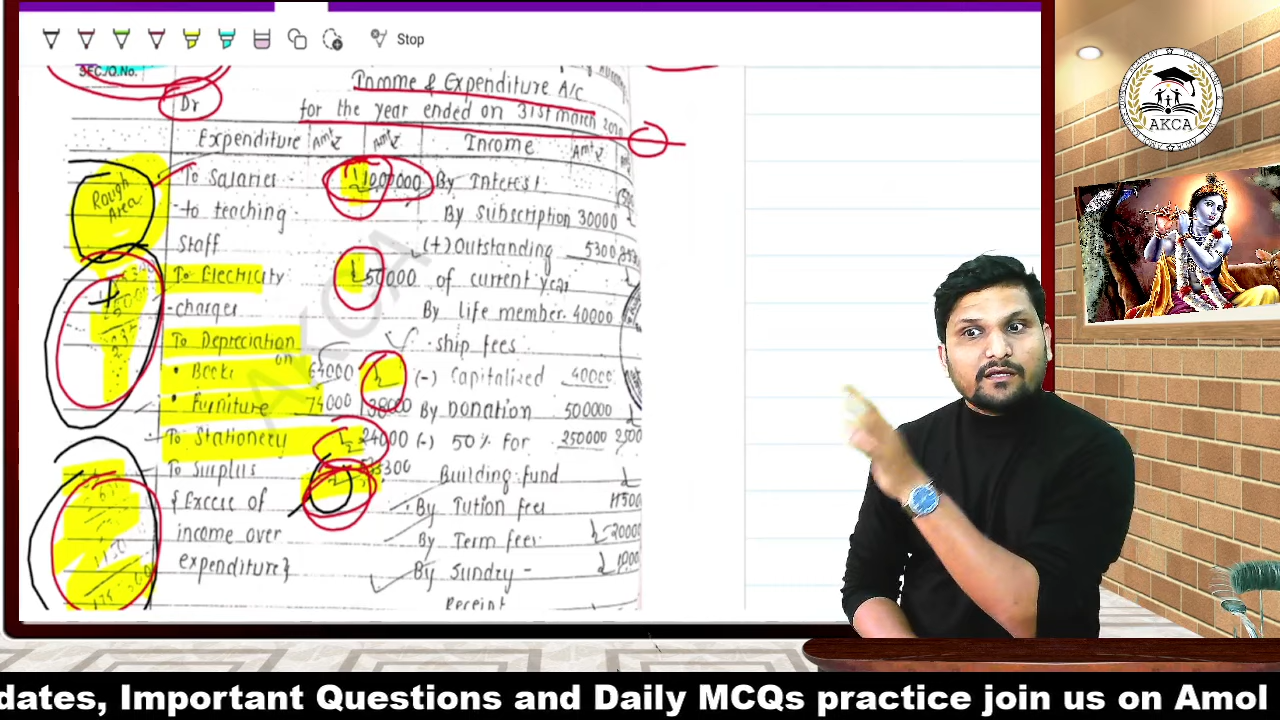 Stop
SEC./Q.No.
Income & Expenditure A/c
Dr
for the year ended on 31st march
Expenditure Amt₹ Amt₹ Income Amt₹
Rough Area
To Salaries By Interest
to teaching By Subscription 30000
Staff (+) Outstanding 5300
To Electricity 50000 of current year
charges By life member 40000
To Depreciation ship fees
on
Books 64000 (-) Capitalized 40000
Furniture 74000 138000 By Donation 500000
To Stationery 24000 (-) 50% for 250000
To Surplus Building fund
{Excess of By Tution fees
income over By Term fees
expenditure} By Sundry -
Receipt
AKCA
AKCA
dates, Important Questions and Daily MCQs practice join us on Amol